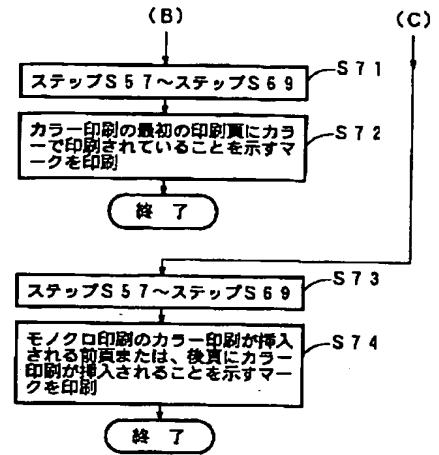 (B)
(C)
ステップS57～ステップS69
S71
カラー印刷の最初の印刷頁にカラ
ーで印刷されていることを示すマ
ークを印刷
S72
終 了
ステップS57～ステップS69
S73
モノクロ印刷のカラー印刷が挿入
される前頁または、後頁にカラー
印刷が挿入されることを示すマー
クを印刷
S74
終 了